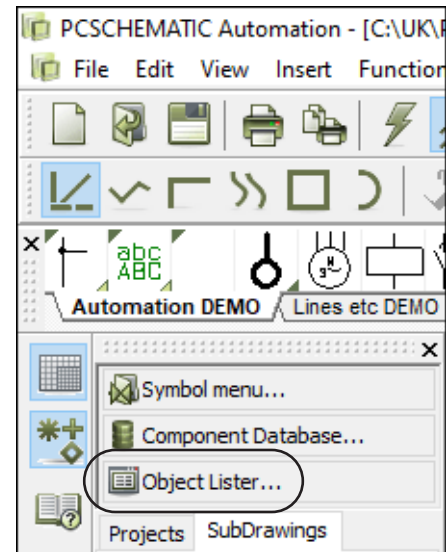 PCSCHEMATIC Automation - [C:\UK\
File Edit View Insert Function
abc
ABC
Automation DEMO Lines etc DEMO
Symbol menu...
Component Database...
Object Lister...
Projects SubDrawings